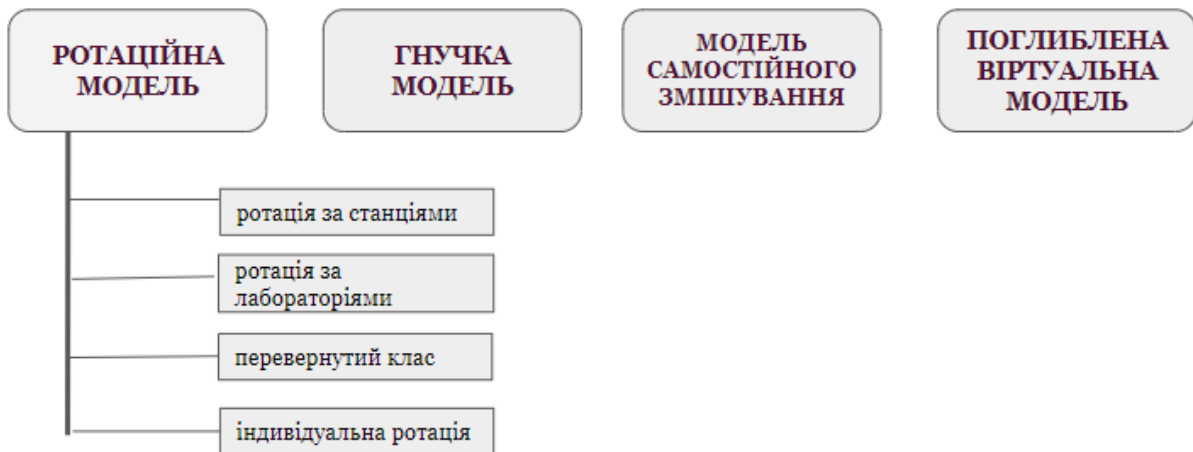 РОТАЦІЙНА
МОДЕЛЬ
ГНУЧКА
МОДЕЛЬ
МОДЕЛЬ
САМОСТІЙНОГО
ЗМІШУВАННЯ
ПОГЛИБЛЕНА
ВІРТУАЛЬНА
МОДЕЛЬ
ротація за станціями
ротація за
лабораторіями
перевернутий клас
індивідуальна ротація